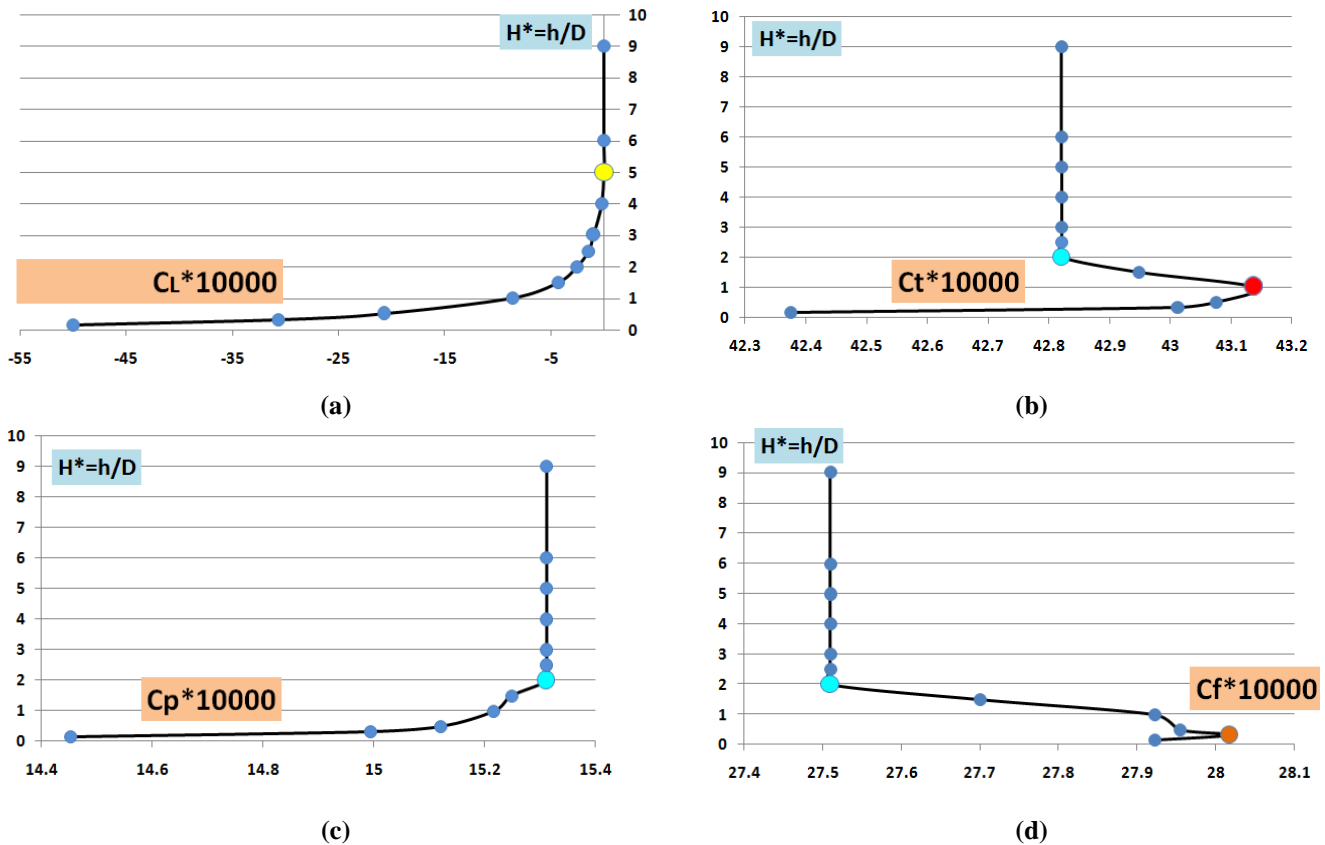 10
H*=h/D
9
8
7
6
5
4
3
2
CL*10000
1
0
-55 -45 -35 -25 -15 -5
(a)
10
H*=h/D
9
8
7
6
5
4
3
2
Ct*10000
1
0
42.3 42.4 42.5 42.6 42.7 42.8 42.9 43 43.1 43.2
(b)
10
9
H*=h/D
8
7
6
5
4
3
2
Cp*10000
1
0
14.4 14.6 14.8 15 15.2 15.4
(c)
10
H*=h/D
9
8
7
6
5
4
3
2
Cf*10000
1
0
27.4 27.5 27.6 27.7 27.8 27.9 28 28.1
(d)